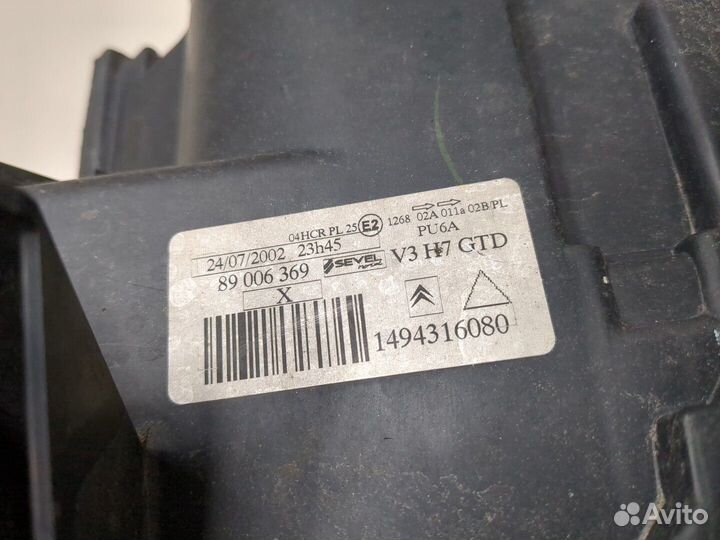 04HCR PL 25 E2 1268 02A 011a 02B/PL
PU6A
24/07/2002 23h45
89 006 369 SEVEL V3 H7 GTD
X
1494316080
Avito